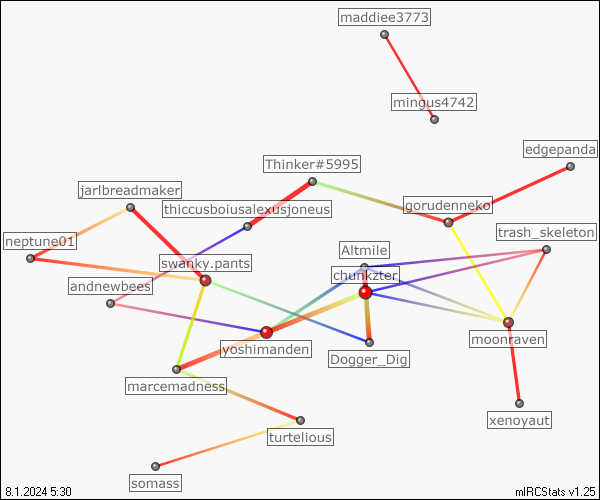 maddiee3773
mingus4742
edgepanda
Thinker#5995
jarlbreadmaker
thiccusboiusalexusjoneus
gorudenneko
trash_skeleton
neptune01
Altmile
swanky.pants
chunkzter
andnewbees
moonraven
yoshimanden
Dogger_Dig
marcemadness
xenoyaut
turtelious
somass
8.1.2024 5:30
mIRCStats v1.25